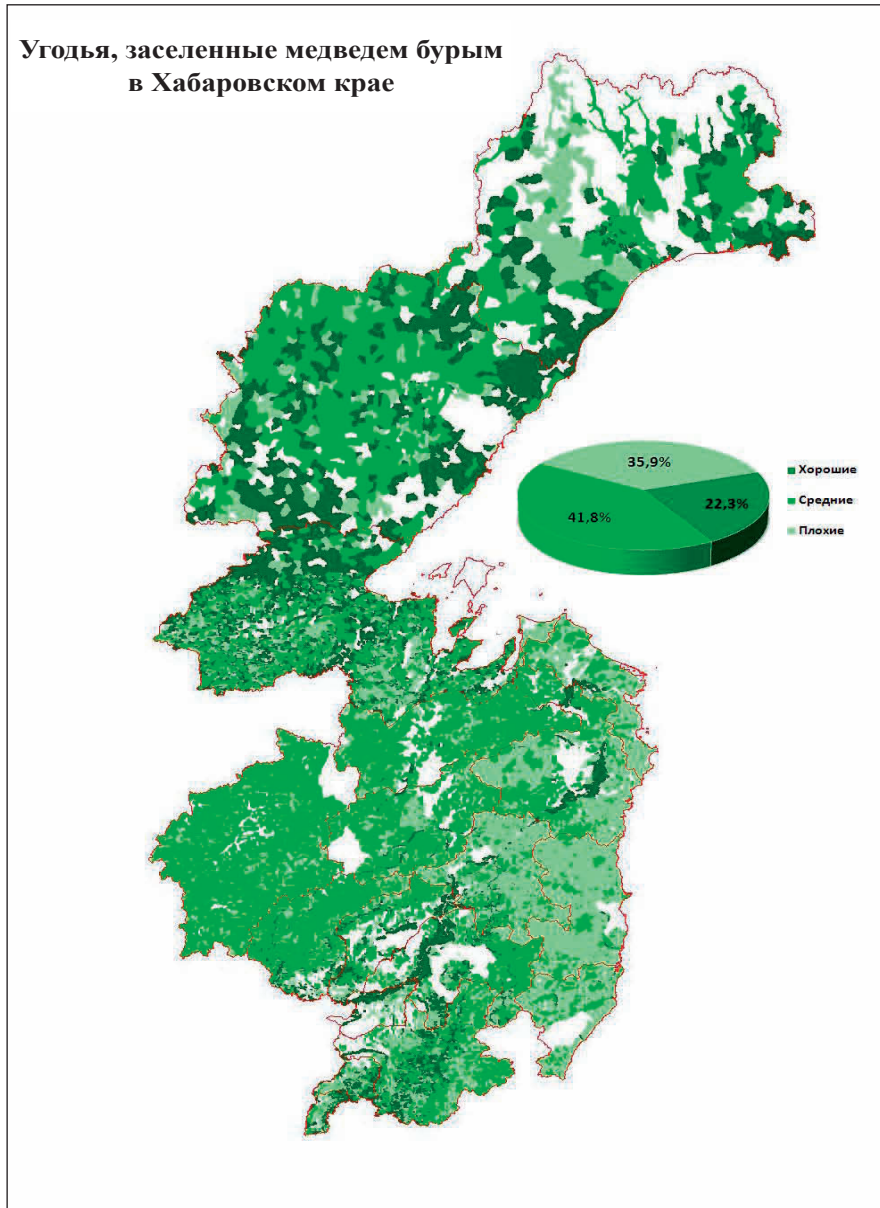 Угодья, заселенные медведем бурым
в Хабаровском крае
35,9%
22,3%
41,8%
Хорошие
Средние
Плохие